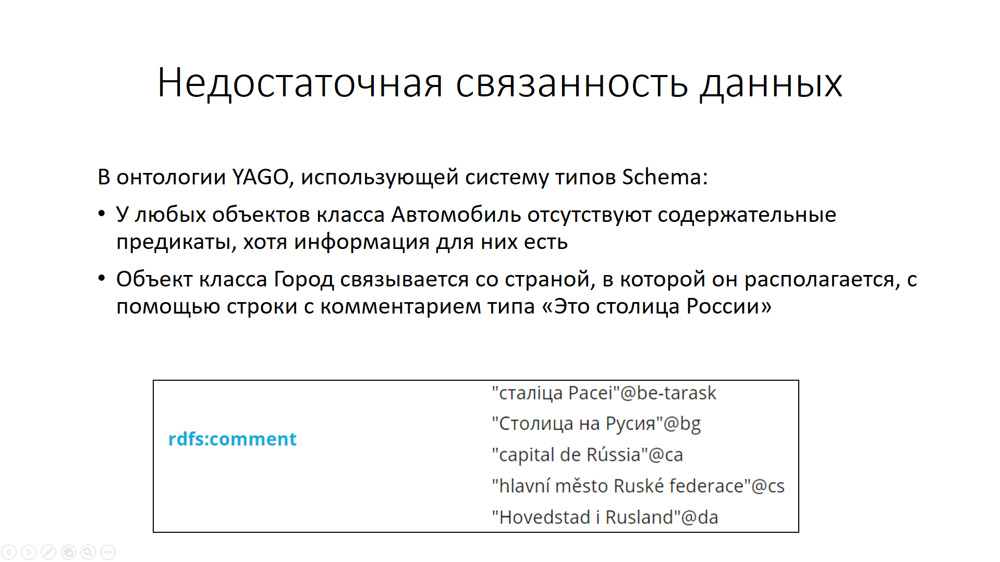 Недостаточная связанность данных
В онтологии YAGO, использующей систему типов Schema:
• У любых объектов класса Автомобиль отсутствуют содержательные
предикаты, хотя информация для них есть
• Объект класса Город связывается со страной, в которой он располагается, с
помощью строки с комментарием типа «Это столица России»
rdfs:comment
"сталіца Расеі"@be-tarask
"Столица на Русия"@bg
"capital de Rússia"@ca
"hlavní město Ruské federace"@cs
"Hovedstad i Rusland"@da